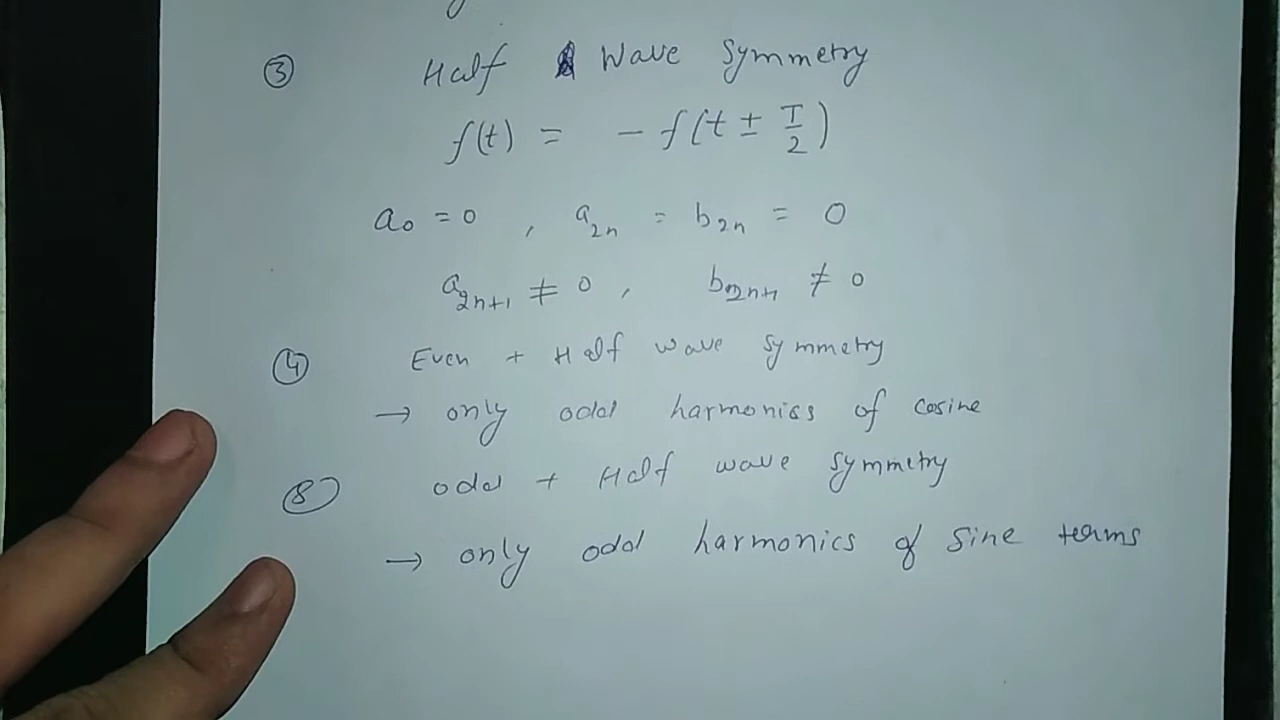 ③ Half Wave Symmetry
f(t) = - f(t ± T/2)
a₀ = 0 , a₂ₙ = b₂ₙ = 0
a₂ₙ₊₁ ≠ 0 , b₂ₙ₊₁ ≠ 0
④ Even + Half wave symmetry
→ only odd harmonics of cosine
⑤ odd + Half wave symmetry
→ only odd harmonics of sine terms